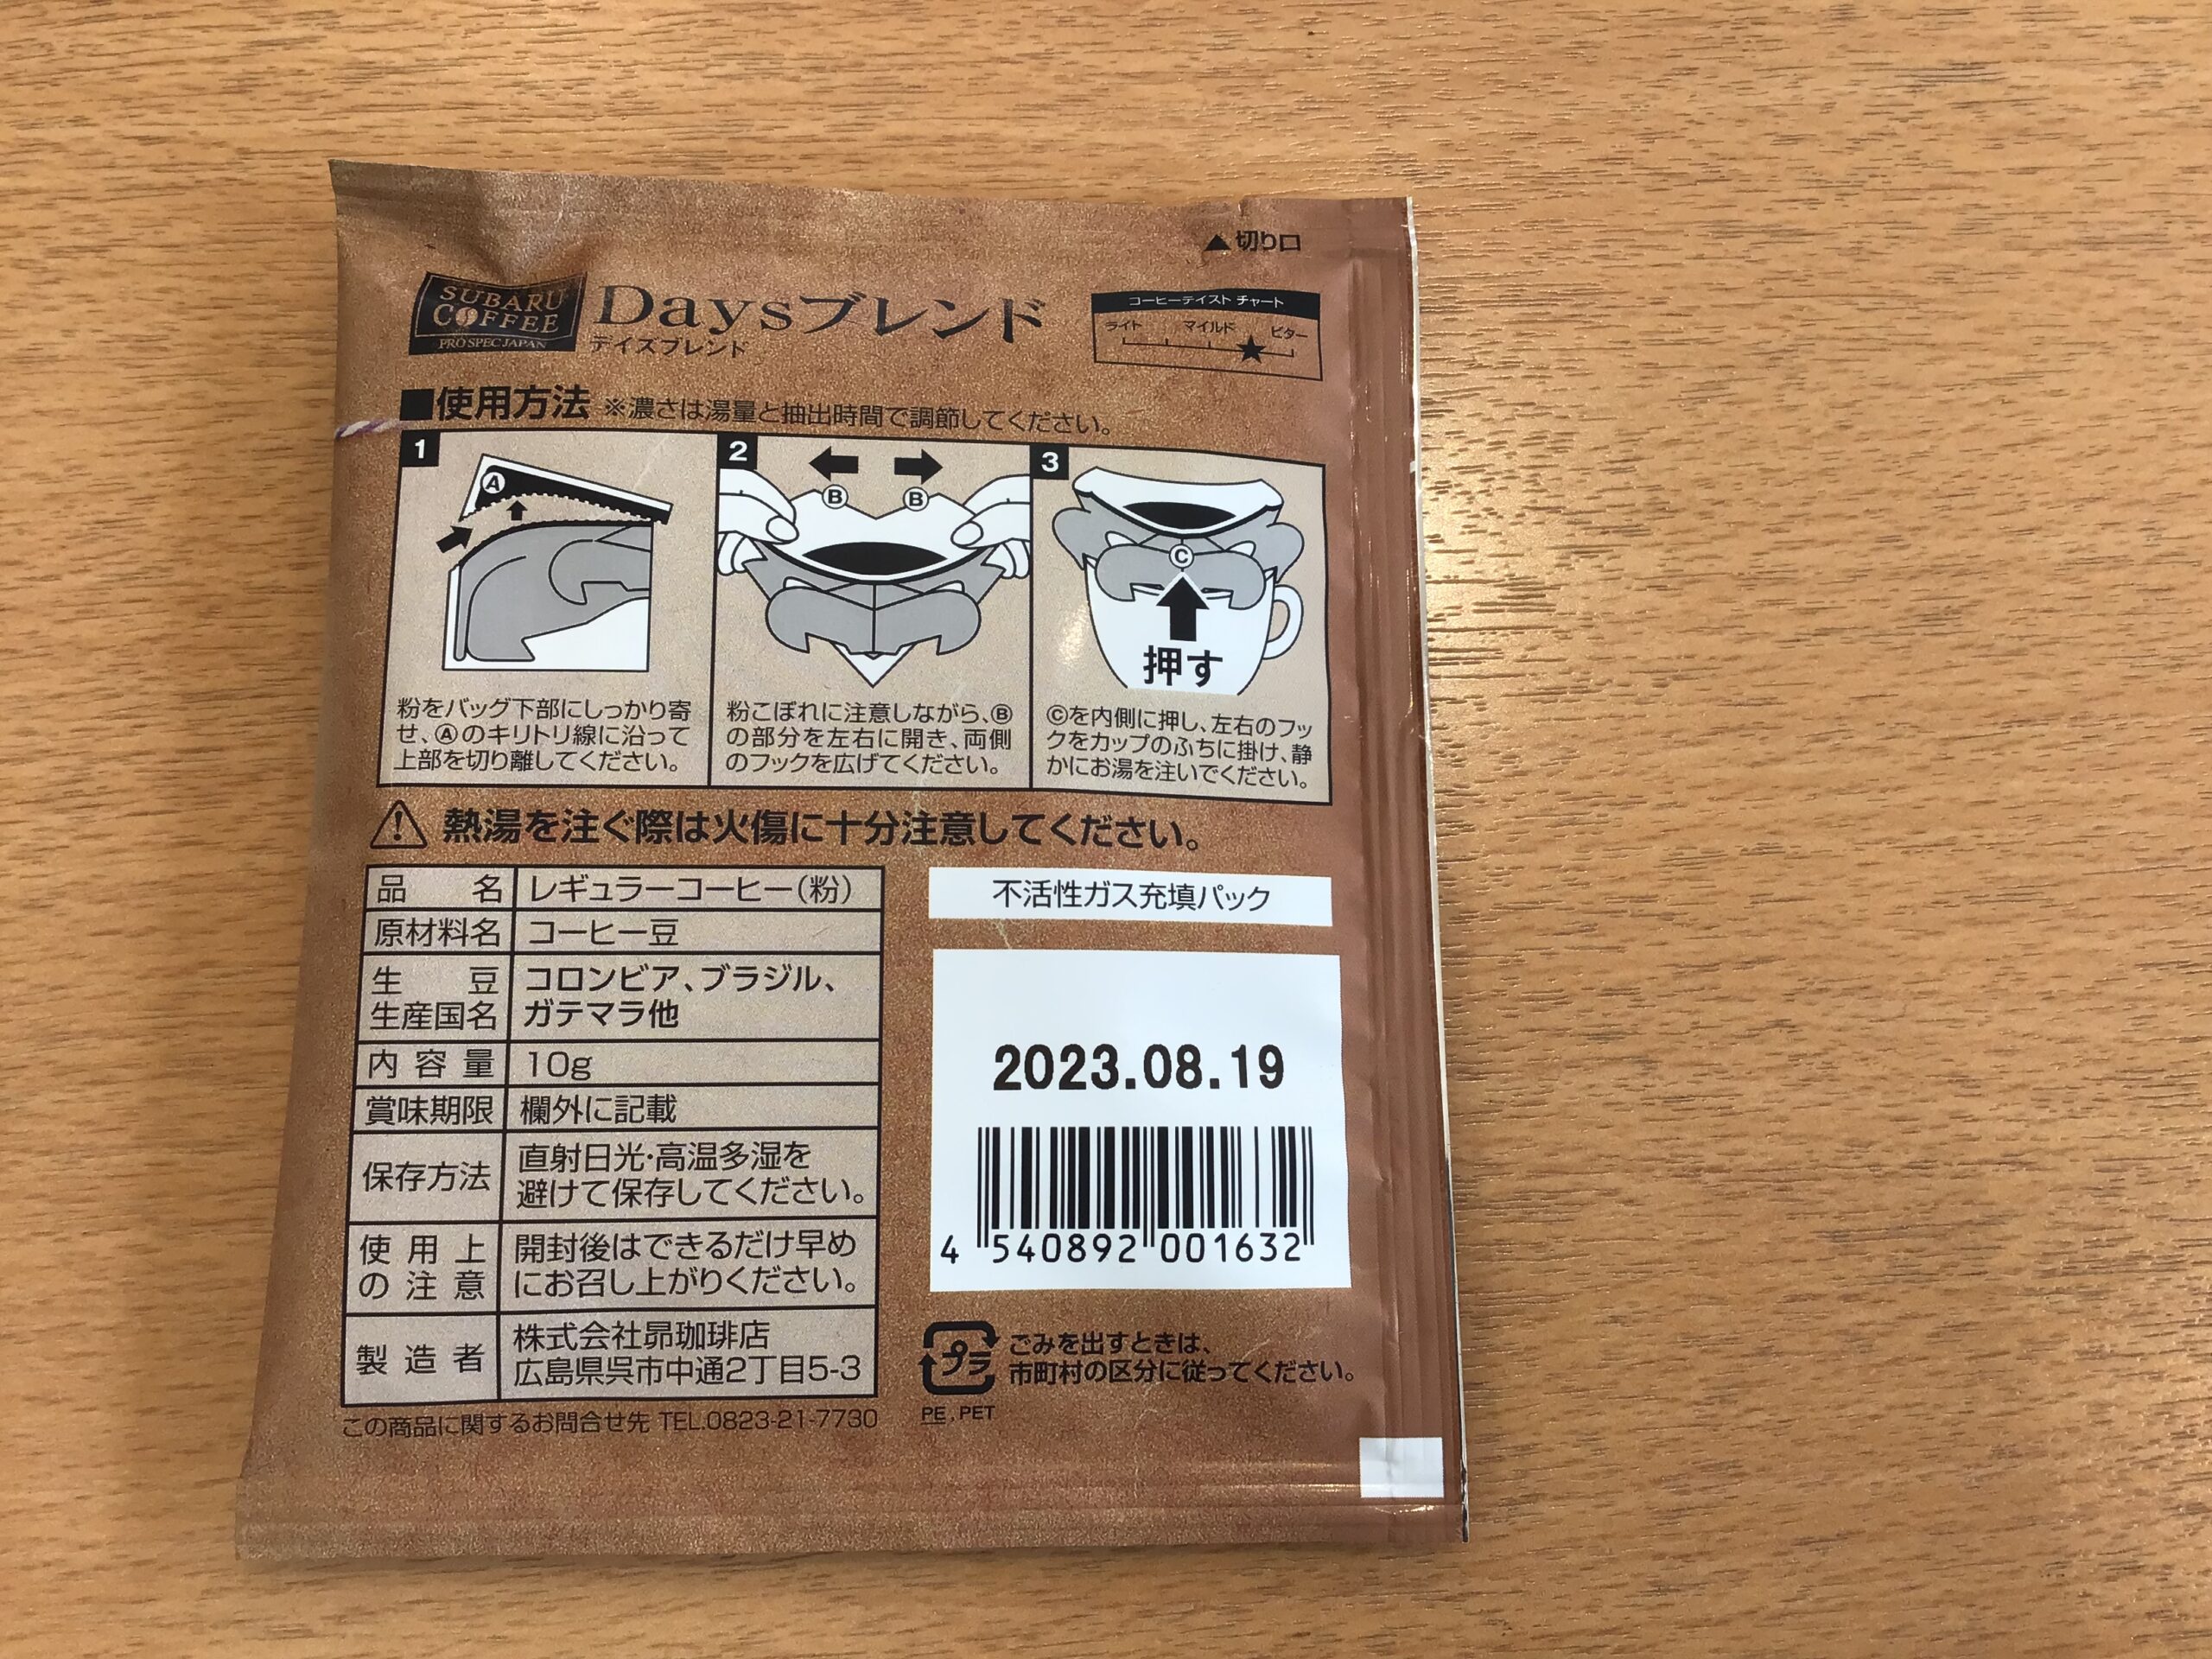 ▲切り口
SUBARU
COFFEE
PRO SPEC JAPAN
Daysブレンド
デイズブレンド
コーヒーテイスト チャート
ライト マイルド ビター
■使用方法 ※濃さは湯量と抽出時間で調節してください。
1
A
粉をバッグ下部にしっかり寄
せ、Ⓐのキリトリ線に沿って
上部を切り離してください。
2
B B
粉こぼれに注意しながら、Ⓑ
の部分を左右に開き、両側
のフックを広げてください。
3
C
押す
Ⓒを内側に押し、左右のフッ
クをカップのふちに掛け、静
かにお湯を注いでください。
熱湯を注ぐ際は火傷に十分注意してください。
品名 レギュラーコーヒー(粉)
原材料名 コーヒー豆
生豆
生産国名
コロンビア、ブラジル、
ガテマラ他
内容量 10g
賞味期限 欄外に記載
保存方法
直射日光・高温多湿を
避けて保存してください。
使用上
の注意
開封後はできるだけ早め
にお召し上がりください。
製造者
株式会社昴珈琲店
広島県呉市中通2丁目5-3
この商品に関するお問合せ先 TEL.0823-21-7730
不活性ガス充填パック
2023.08.19
4 540892 001632
プラ
PE,PET
ごみを出すときは、
市町村の区分に従ってください。